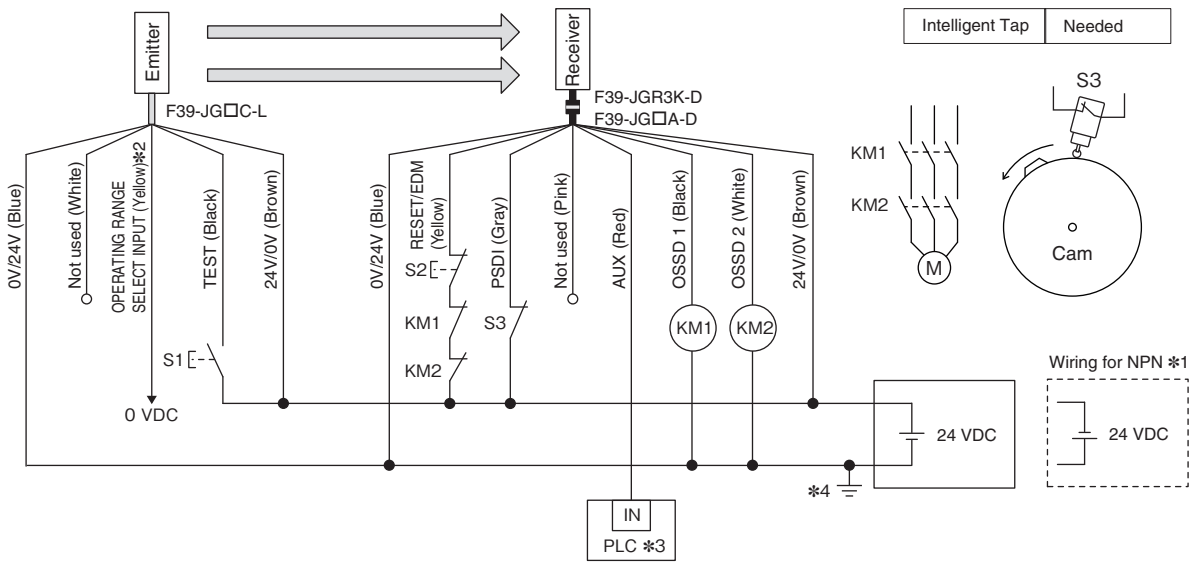 Emitter
Receiver
Intelligent Tap
Needed
F39-JG□C-L
F39-JGR3K-D
F39-JG□A-D
S3
KM1
KM2
M
Cam
0V/24V (Blue)
Not used (White)
OPERATING RANGE
SELECT INPUT (Yellow)✱2
TEST (Black)
24V/0V (Brown)
0V/24V (Blue)
RESET/EDM
(Yellow)
PSDI (Gray)
Not used (Pink)
AUX (Red)
OSSD 1 (Black)
OSSD 2 (White)
24V/0V (Brown)
S2
KM1
S3
KM1
KM2
S1
KM2
Wiring for NPN ✱1
0 VDC
24 VDC
24 VDC
✱4
IN
PLC ✱3